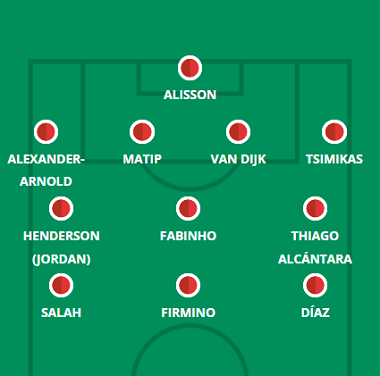 ALISSON
ALEXANDER-
ARNOLD
MATIP
VAN DIJK
TSIMIKAS
HENDERSON
(JORDAN)
FABINHO
THIAGO
ALCÁNTARA
SALAH
FIRMINO
DÍAZ